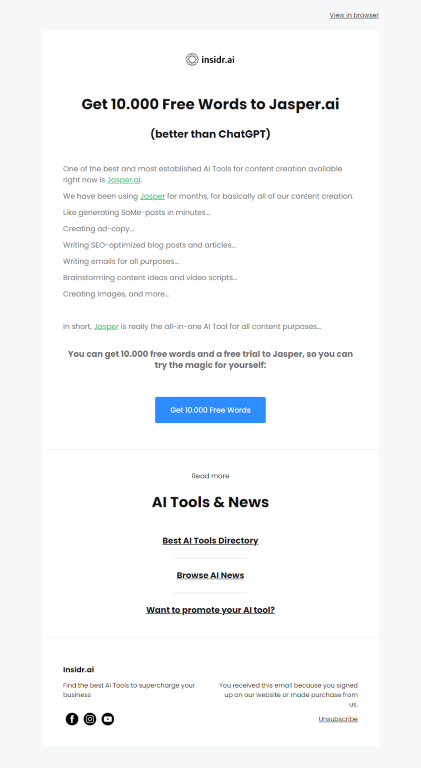 View in browser
insidr.ai
Get 10.000 Free Words to Jasper.ai
(better than ChatGPT)
One of the best and most established AI Tools for content creation available
right now is Jasper.ai.
We have been using Jasper for months, for basically all of our content creation.
Like generating SoMe-posts in minutes...
Creating ad-copy...
Writing SEO-optimized blog posts and articles...
Writing emails for all purposes...
Brainstorming content ideas and video scripts...
Creating images, and more...
In short, Jasper is really the all-in-one AI Tool for all content purposes...
You can get 10.000 free words and a free trial to Jasper, so you can
try the magic for yourself:
Get 10.000 Free Words
Read more
AI Tools & News
Best AI Tools Directory
Browse AI News
Want to promote your AI tool?
Insidr.ai
Find the best AI Tools to supercharge your
business
You received this email because you signed
up on our website or made purchase from
us.
Unsubscribe